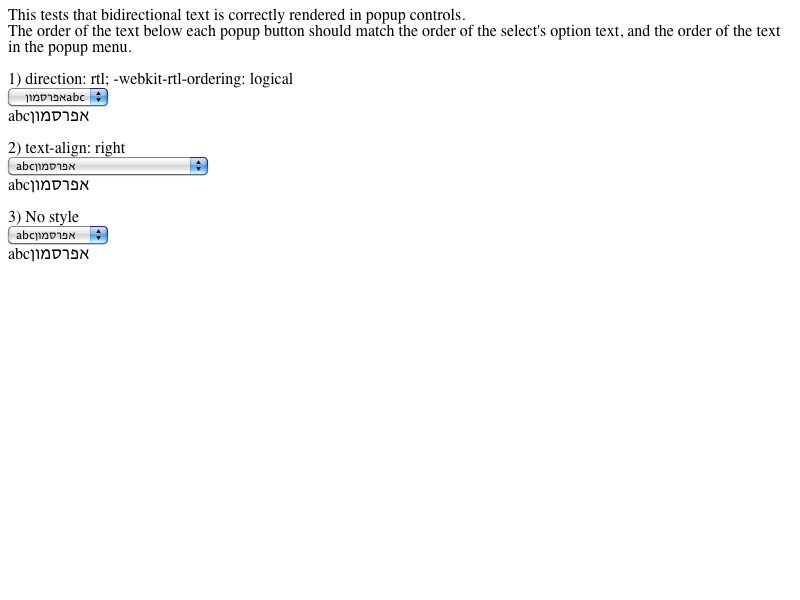 This tests that bidirectional text is correctly rendered in popup controls.
The order of the text below each popup button should match the order of the select's option text, and the order of the text
in the popup menu.
1) direction: rtl; -webkit-rtl-ordering: logical
abcאפרסמון
abcאפרסמון
2) text-align: right
abcאפרסמון
abcאפרסמון
3) No style
abcאפרסמון
abcאפרסמון